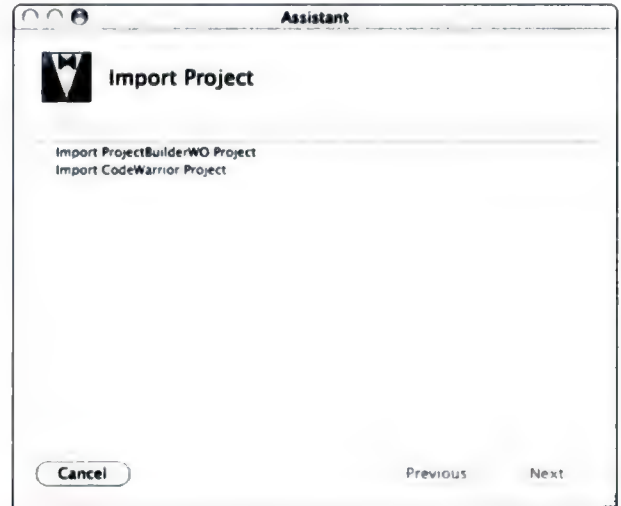 Assistant
Import Project
Import ProjectBuilderWO Project
Import CodeWarrior Project
Cancel
Previous
Next